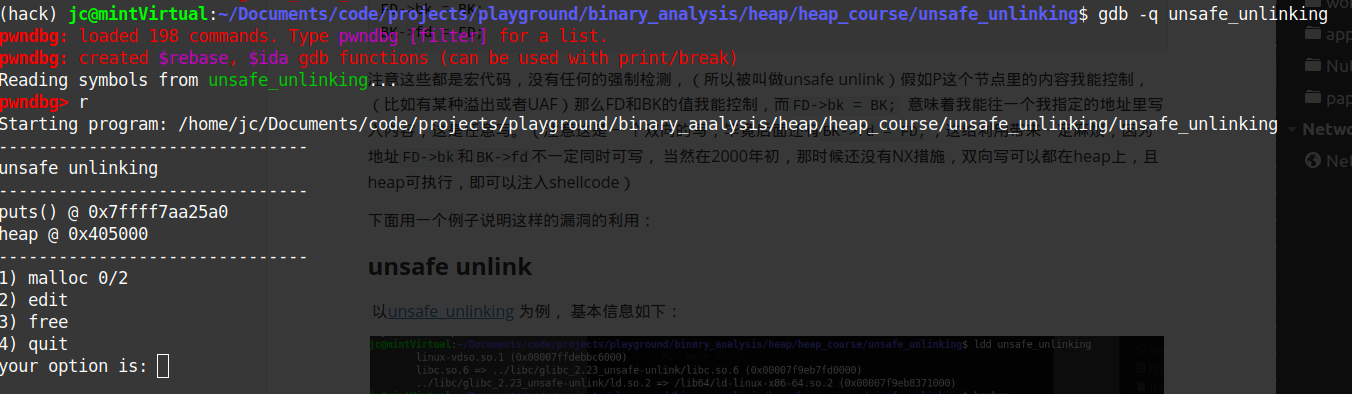 FD->bk = BK;
(hack) jc@mintVirtual:~/Documents/code/projects/playground/binary_analysis/heap/heap_course/unsafe_unlinking$ gdb -q unsafe_unlinking
pwndbg: loaded 198 commands. Type pwndbg [filter] for a list.
pwndbg: created $rebase, $ida gdb functions (can be used with print/break)
Reading symbols from unsafe_unlinking...
注意这些都是宏代码，没有任何的强制检测，（所以被叫做unsafe unlink）假如P这个节点里的内容我能控制，
pwndbg> r
（比如有某种溢出或者UAF）那么FD和BK的值我能控制，而 FD->bk = BK; 意味着我能往一个我指定的地址里写
Starting program: /home/jc/Documents/code/projects/playground/binary_analysis/heap/heap_course/unsafe_unlinking/unsafe_unlinking
-------------------------------
地址 FD->bk 和 BK->fd 不一定同时可写，当然在2000年初，那时候还没有NX措施，双向写可以都在heap上，且
unsafe unlinking
heap可执行，即可以注入shellcode）
-------------------------------
puts() @ 0x7ffff7aa25a0
下面用一个例子说明这样的漏洞的利用：
heap @ 0x405000
-------------------------------
unsafe unlink
1) malloc 0/2
2) edit
以unsafe_unlinking 为例， 基本信息如下：
3) free
4) quit
jc@mintVirtual:~/Documents/code/projects/playground/binary_analysis/heap/heap_course/unsafe_unlinking$ ldd unsafe_unlinking
linux-vdso.so.1 (0x00007ffdebbc6000)
your option is:
libc.so.6 => ../libc/glibc_2.23_unsafe-unlink/libc.so.6 (0x00007f9eb7fd0000)
../libc/glibc_2.23_unsafe-unlink/ld.so.2 => /lib64/ld-linux-x86-64.so.2 (0x00007f9eb8371000)
app
Nut
pap
Netwo
Net